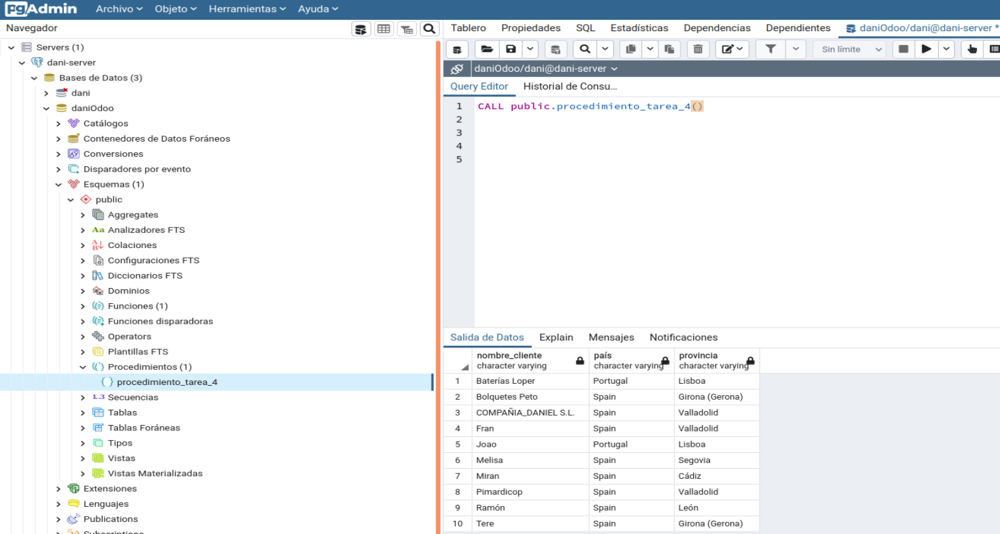 pgAdmin Archivo Objeto Herramientas Ayuda
Navegador
Servers (1)
dani-server
Bases de Datos (3)
dani
daniOdoo
Catálogos
Contenedores de Datos Foráneos
Conversiones
Disparadores por evento
Esquemas (1)
public
Aggregates
Aa Analizadores FTS
Colaciones
Configuraciones FTS
Diccionarios FTS
Dominios
Funciones (1)
Funciones disparadoras
Operators
Plantillas FTS
Procedimientos (1)
procedimiento_tarea_4
1.3 Secuencias
Tablas
Tablas Foráneas
Tipos
Vistas
Vistas Materializadas
Extensiones
Lenguajes
Publications
Subscriptions
Tablero Propiedades SQL Estadísticas Dependencias Dependientes daniOdoo/dani@dani-server *
Sin límite
daniOdoo/dani@dani-server
Query Editor Historial de Consu...
1 CALL public.procedimiento_tarea_4()
2
3
4
5
Salida de Datos Explain Mensajes Notificaciones
nombre_cliente país provincia
character varying character varying character varying
1 Baterías Loper Portugal Lisboa
2 Bolquetes Peto Spain Girona (Gerona)
3 COMPAÑIA_DANIEL S.L. Spain Valladolid
4 Fran Spain Valladolid
5 Joao Portugal Lisboa
6 Melisa Spain Segovia
7 Miran Spain Cádiz
8 Pimardicop Spain Valladolid
9 Ramón Spain León
10 Tere Spain Girona (Gerona)